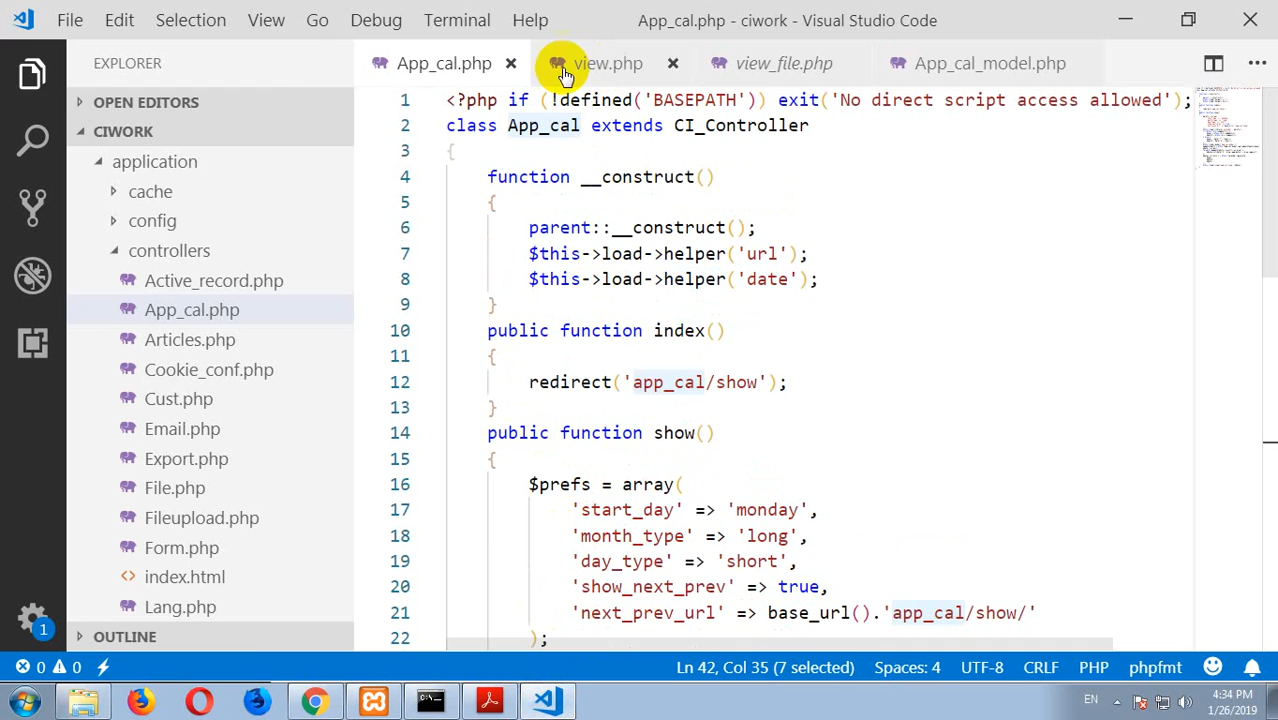 File Edit Selection View Go Debug Terminal Help App_cal.php - ciwork - Visual Studio Code
EXPLORER
App_cal.php view.php view_file.php App_cal_model.php
OPEN EDITORS
CIWORK
application
cache
config
controllers
Active_record.php
App_cal.php
Articles.php
Cookie_conf.php
Cust.php
Email.php
Export.php
File.php
Fileupload.php
Form.php
index.html
Lang.php
OUTLINE
1 <?php if (!defined('BASEPATH')) exit('No direct script access allowed');
2 class App_cal extends CI_Controller
3 {
4 function __construct()
5 {
6 parent::__construct();
7 $this->load->helper('url');
8 $this->load->helper('date');
9 }
10 public function index()
11 {
12 redirect('app_cal/show');
13 }
14 public function show()
15 {
16 $prefs = array(
17 'start_day' => 'monday',
18 'month_type' => 'long',
19 'day_type' => 'short',
20 'show_next_prev' => true,
21 'next_prev_url' => base_url().'app_cal/show/'
22 );
1
0 0 Ln 42, Col 35 (7 selected) Spaces: 4 UTF-8 CRLF PHP phpfmt
EN 4:34 PM
1/26/2019